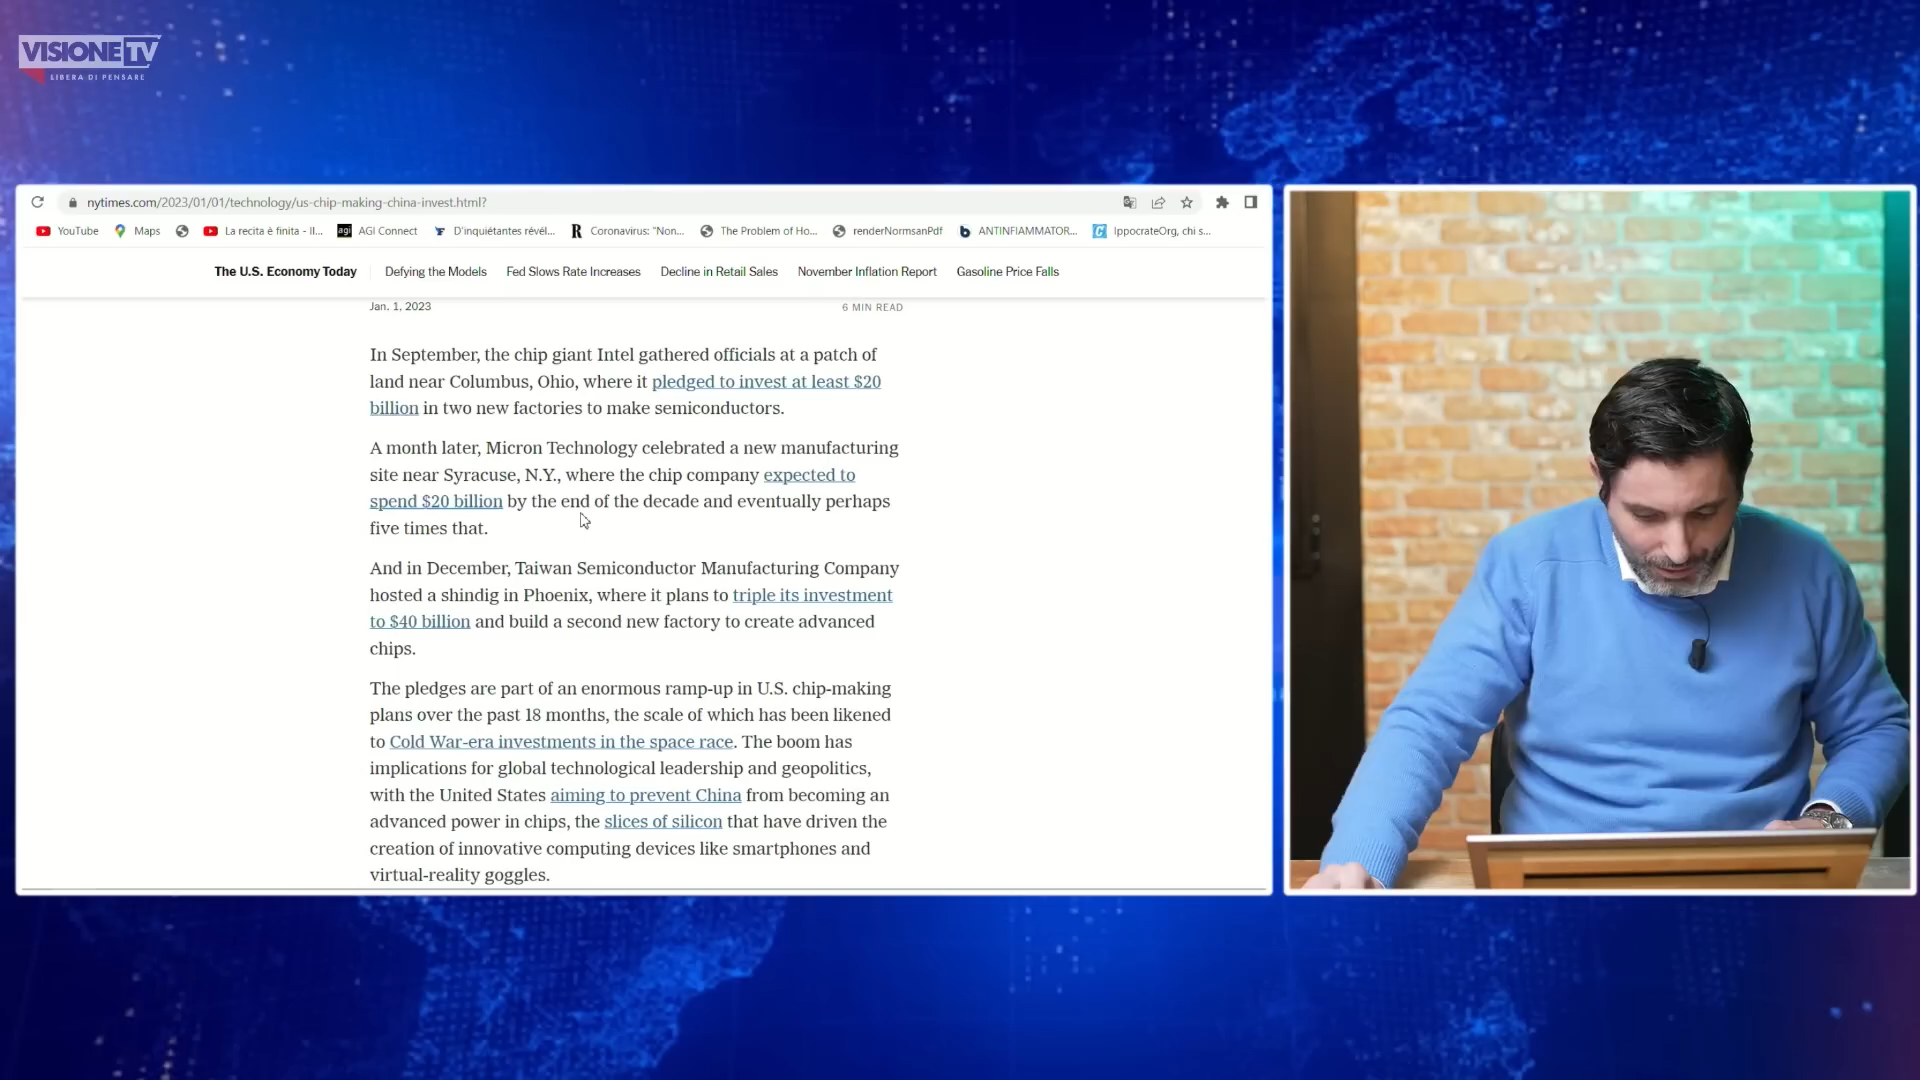 VISIONE TV
LIBERA DI PENSARE
nytimes.com/2023/01/01/technology/us-chip-making-china-invest.html?
YouTube Maps La recita è finita - Il... AGI Connect D'inquiétantes révél... Coronavirus: "Non... The Problem of Ho... renderNormsanPdf ANTINFIAMMATOR... IppocrateOrg, chi s...
The U.S. Economy Today Defying the Models Fed Slows Rate Increases Decline in Retail Sales November Inflation Report Gasoline Price Falls
Jan. 1, 2023 6 MIN READ
In September, the chip giant Intel gathered officials at a patch of
land near Columbus, Ohio, where it pledged to invest at least $20
billion in two new factories to make semiconductors.
A month later, Micron Technology celebrated a new manufacturing
site near Syracuse, N.Y., where the chip company expected to
spend $20 billion by the end of the decade and eventually perhaps
five times that.
And in December, Taiwan Semiconductor Manufacturing Company
hosted a shindig in Phoenix, where it plans to triple its investment
to $40 billion and build a second new factory to create advanced
chips.
The pledges are part of an enormous ramp-up in U.S. chip-making
plans over the past 18 months, the scale of which has been likened
to Cold War-era investments in the space race. The boom has
implications for global technological leadership and geopolitics,
with the United States aiming to prevent China from becoming an
advanced power in chips, the slices of silicon that have driven the
creation of innovative computing devices like smartphones and
virtual-reality goggles.